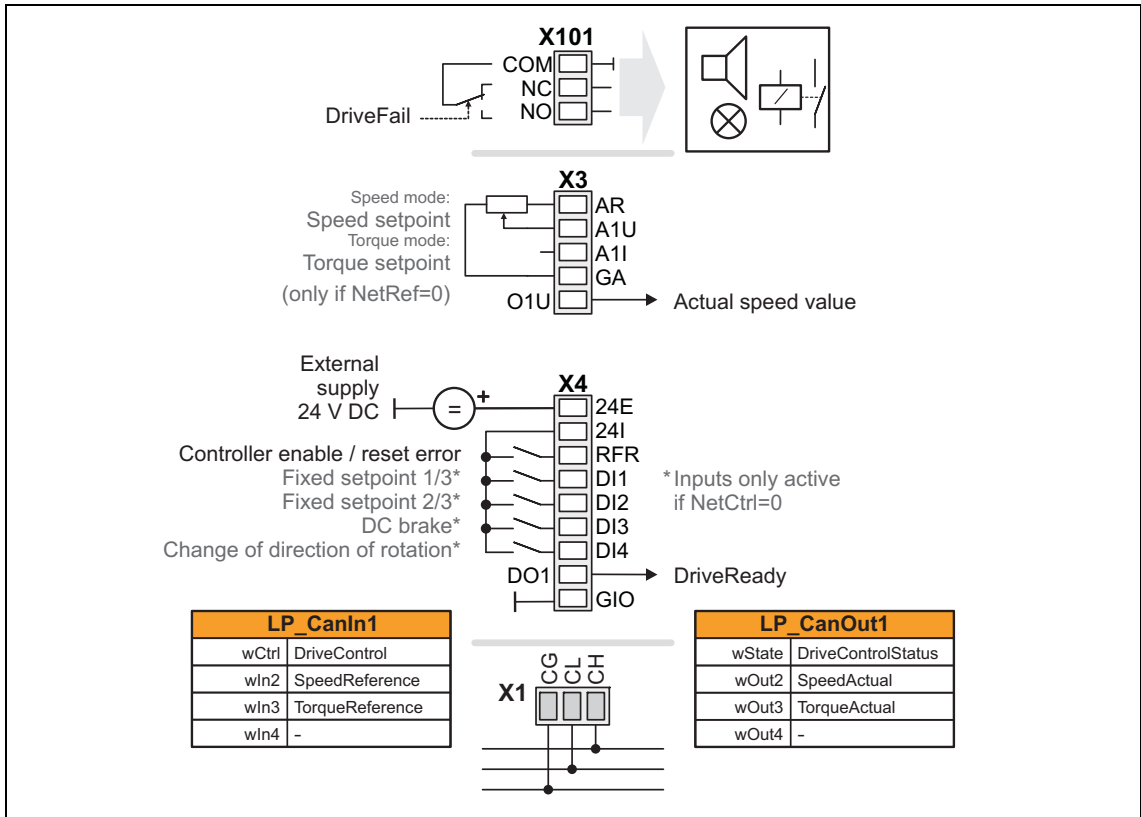 X101
COM
NC
NO
DriveFail
X3
Speed mode:
Speed setpoint
Torque mode:
Torque setpoint
(only if NetRef=0)
AR
A1U
A1I
GA
O1U
Actual speed value
External
supply
24 V DC
=
+
X4
24E
24I
Controller enable / reset error
RFR
Fixed setpoint 1/3*
DI1
Fixed setpoint 2/3*
DI2
DC brake*
DI3
Change of direction of rotation*
DI4
*Inputs only active
if NetCtrl=0
DO1
DriveReady
GIO
LP_CanIn1
wCtrl DriveControl
wIn2 SpeedReference
wIn3 TorqueReference
wIn4 -
X1
CG
CL
CH
LP_CanOut1
wState DriveControlStatus
wOut2 SpeedActual
wOut3 TorqueActual
wOut4 -